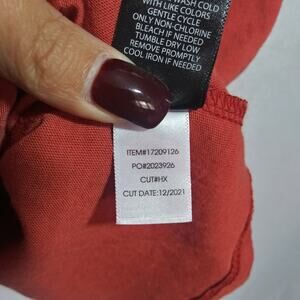 WASH COLD
WITH LIKE COLORS
GENTLE CYCLE
ONLY NON-CHLORINE
BLEACH IF NEEDED
TUMBLE DRY LOW
REMOVE PROMPTLY
COOL IRON IF NEEDED
ITEM#17209126
PO#2023926
CUT#HX
CUT DATE:12/2021